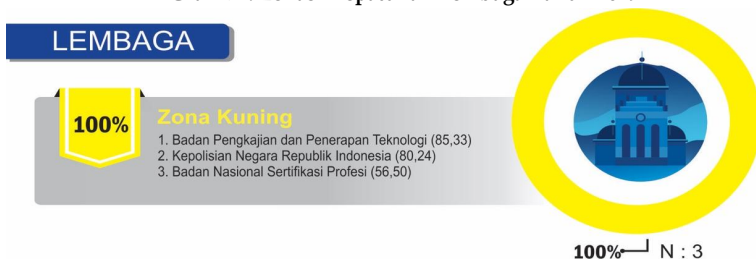 LEMBAGA
100%
Zona Kuning
1. Badan Pengkajian dan Penerapan Teknologi (85,33)
2. Kepolisian Negara Republik Indonesia (80,24)
3. Badan Nasional Sertifikasi Profesi (56,50)
100% N : 3